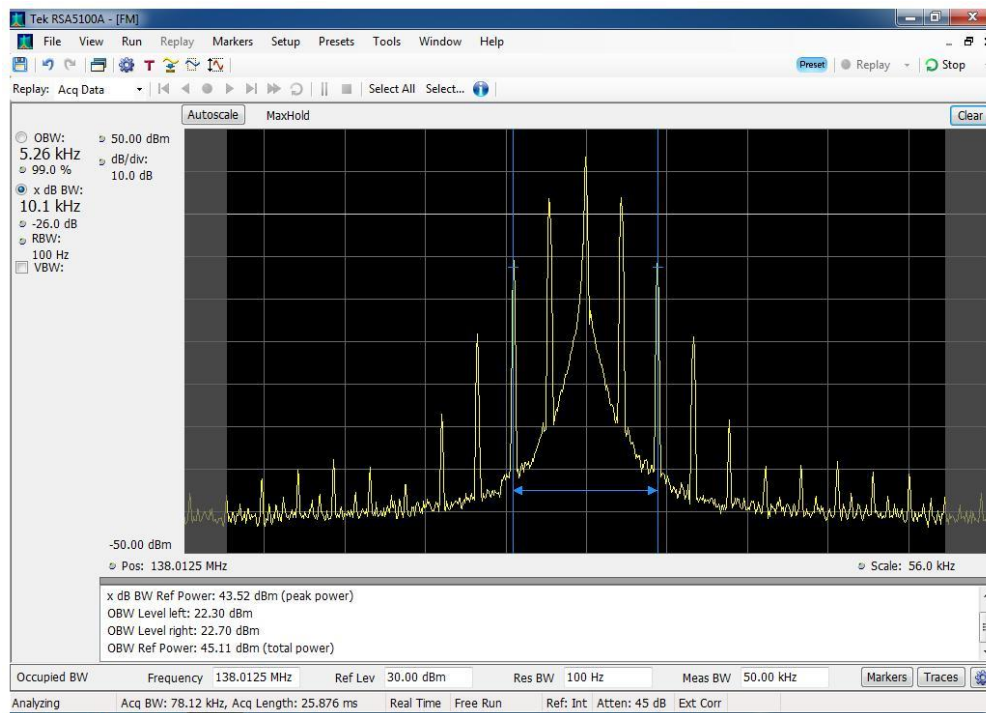 Tek RSA5100A - [FM]
File View Run Replay Markers Setup Presets Tools Window Help
T Preset Replay Stop
Replay: Acq Data Select All Select...
Autoscale MaxHold Clear
OBW:
5.26 kHz
99.0 %
x dB BW:
10.1 kHz
-26.0 dB
RBW:
100 Hz
VBW:
50.00 dBm
dB/div:
10.0 dB
-50.00 dBm
Pos: 138.0125 MHz Scale: 56.0 kHz
x dB BW Ref Power: 43.52 dBm (peak power)
OBW Level left: 22.30 dBm
OBW Level right: 22.70 dBm
OBW Ref Power: 45.11 dBm (total power)
Occupied BW Frequency 138.0125 MHz Ref Lev 30.00 dBm Res BW 100 Hz Meas BW 50.00 kHz Markers Traces
Analyzing Acq BW: 78.12 kHz, Acq Length: 25.876 ms Real Time Free Run Ref: Int Atten: 45 dB Ext Corr